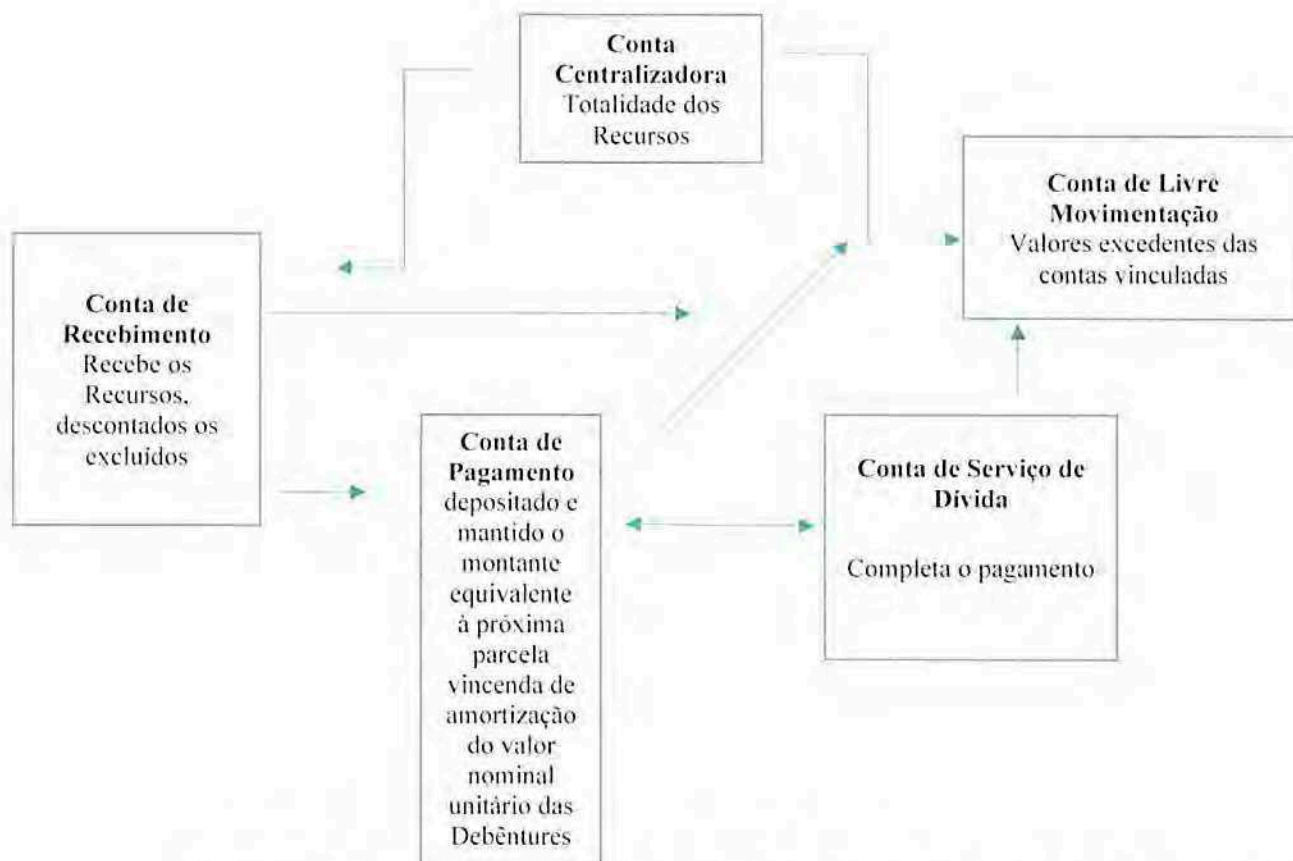 Conta
Centralizadora
Totalidade dos
Recursos
Conta de Livre
Movimentação
Valores excedentes das
contas vinculadas
Conta de
Recebimento
Recebe os
Recursos,
descontados os
excluídos
Conta de
Pagamento
depositado e
mantido o
montante
equivalente
à próxima
parcela
vincenda de
amortização
do valor
nominal
unitário das
Debêntures
Conta de Serviço de
Dívida
Completa o pagamento